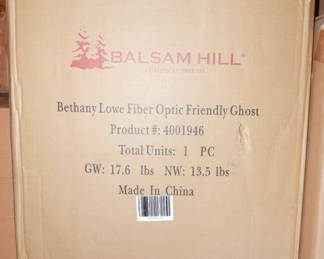 BALSAM HILL®
Bethany Lowe Fiber Optic Friendly Ghost
Product #: 4001946
Total Units: 1 PC
GW: 17.6 lbs NW: 13.5 lbs
Made In China